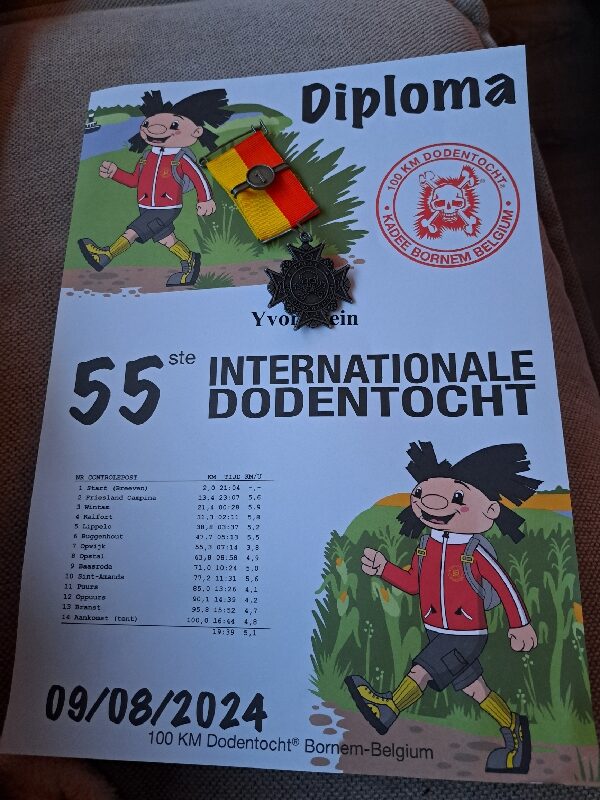 Diploma
100 KM DODENTOCHT®
KADEE BORNEM BELGIUM
55ste INTERNATIONALE
DODENTOCHT
NR CONTROLEPOST KM TIJD KM/U
1 Start (Breeven) 2,0 21:04 -,-
2 Friesland Campina 13,4 23:07 5,6
3 Wintam 21,4 00:28 5.9
4 Ruifort 31,3 02:11 5,8
5 Lippelo 38,8 03:37 5,2
6 Buggenhout 47.7 05:13 5,5
7 Opwijk 55,3 07:14 3,8
8 Opstal 63,8 08:58 4,9
9 Baasrode 71,0 10:24 5.0
10 Sint-Amands 77,2 11:31 5,6
11 Puurs 85,0 13:26 4,1
12 Oppuurs 90,1 14:39 4.2
13 Branst 95,8 15:52 4,7
14 Aankomst (tent) 100,0 16:44 4,8
19:39 5,1
09/08/2024
100 KM Dodentocht® Bornem-Belgium